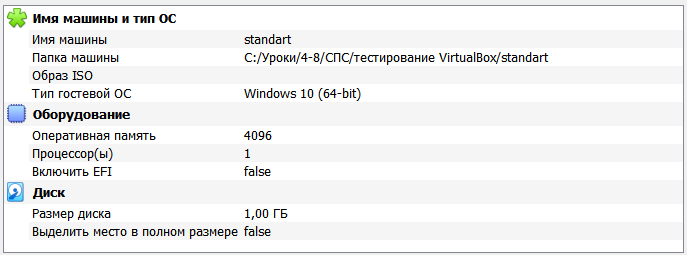 Имя машины и тип ОС
Имя машины standart
Папка машины C:/Уроки/4-8/СПС/тестирование VirtualBox/standart
Образ ISO
Тип гостевой ОС Windows 10 (64-bit)
Оборудование
Оперативная память 4096
Процессор(ы) 1
Включить EFI false
Диск
Размер диска 1,00 ГБ
Выделить место в полном размере false